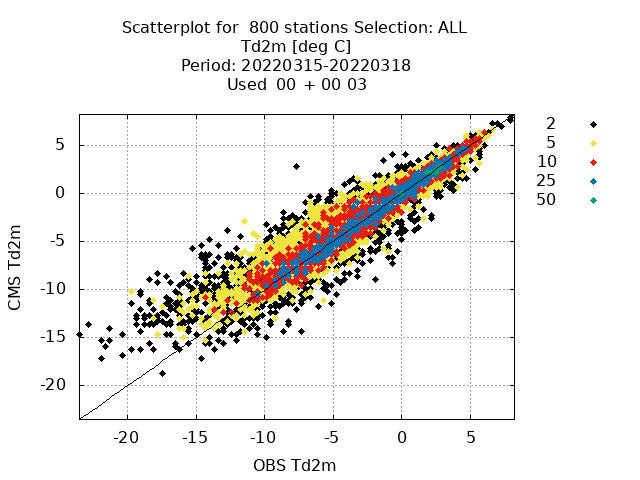 Scatterplot for 800 stations Selection: ALL
Td2m [deg C]
Period: 20220315-20220318
Used 00 + 00 03
2
5
10
25
50
5
0
-5
-10
-15
-20
CMS Td2m
-20 -15 -10 -5 0 5
OBS Td2m